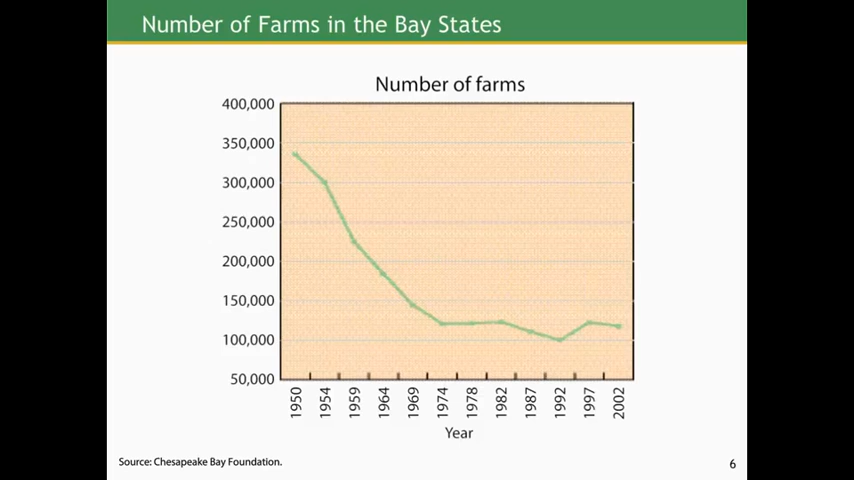 Number of Farms in the Bay States
Number of farms
400,000
350,000
300,000
250,000
200,000
150,000
100,000
50,000
1950 1954 1959 1964 1969 1974 1978 1982 1987 1992 1997 2002
Year
Source: Chesapeake Bay Foundation.
6